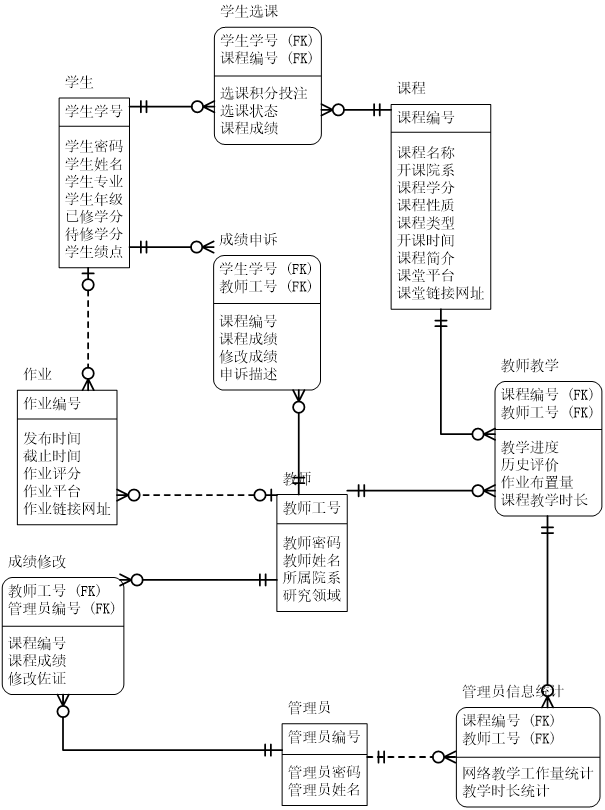 学生选课
学生学号 (FK)
课程编号 (FK)
选课积分投注
选课状态
课程成绩
学生
学生学号
学生密码
学生姓名
学生专业
学生年级
已修学分
待修学分
学生绩点
课程
课程编号
课程名称
开课院系
课程学分
课程性质
课程类型
开课时间
课程简介
课堂平台
课堂链接网址
成绩申诉
学生学号 (FK)
教师工号 (FK)
课程编号
课程成绩
修改成绩
申诉描述
教师教学
课程编号 (FK)
教师工号 (FK)
教学进度
历史评价
作业布置量
课程教学时长
作业
作业编号
发布时间
截止时间
作业评分
作业平台
作业链接网址
教师
教师工号
教师密码
教师姓名
所属院系
研究领域
成绩修改
教师工号 (FK)
管理员编号 (FK)
课程编号
课程成绩
修改佐证
管理员
管理员编号
管理员密码
管理员姓名
管理员信息统计
课程编号 (FK)
教师工号 (FK)
网络教学工作量统计
教学时长统计